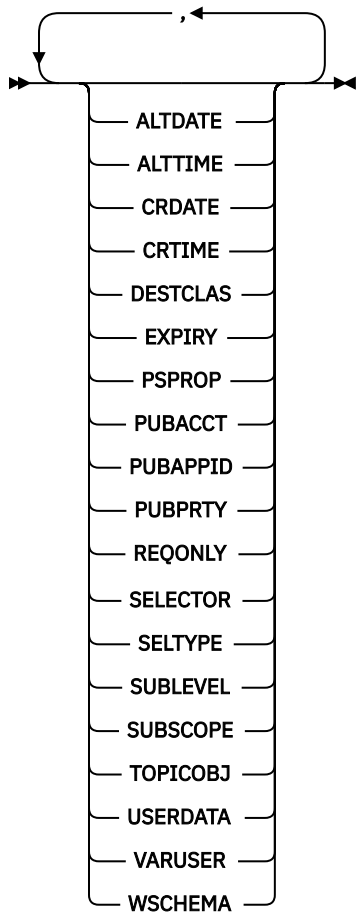 ,
ALTDATE
ALTTIME
CRDATE
CRTIME
DESTCLAS
EXPIRY
PSPROP
PUBACCT
PUBAPPID
PUBPRTY
REQONLY
SELECTOR
SELTYPE
SUBLEVEL
SUBSCOPE
TOPICOBJ
USERDATA
VARUSER
WSCHEMA